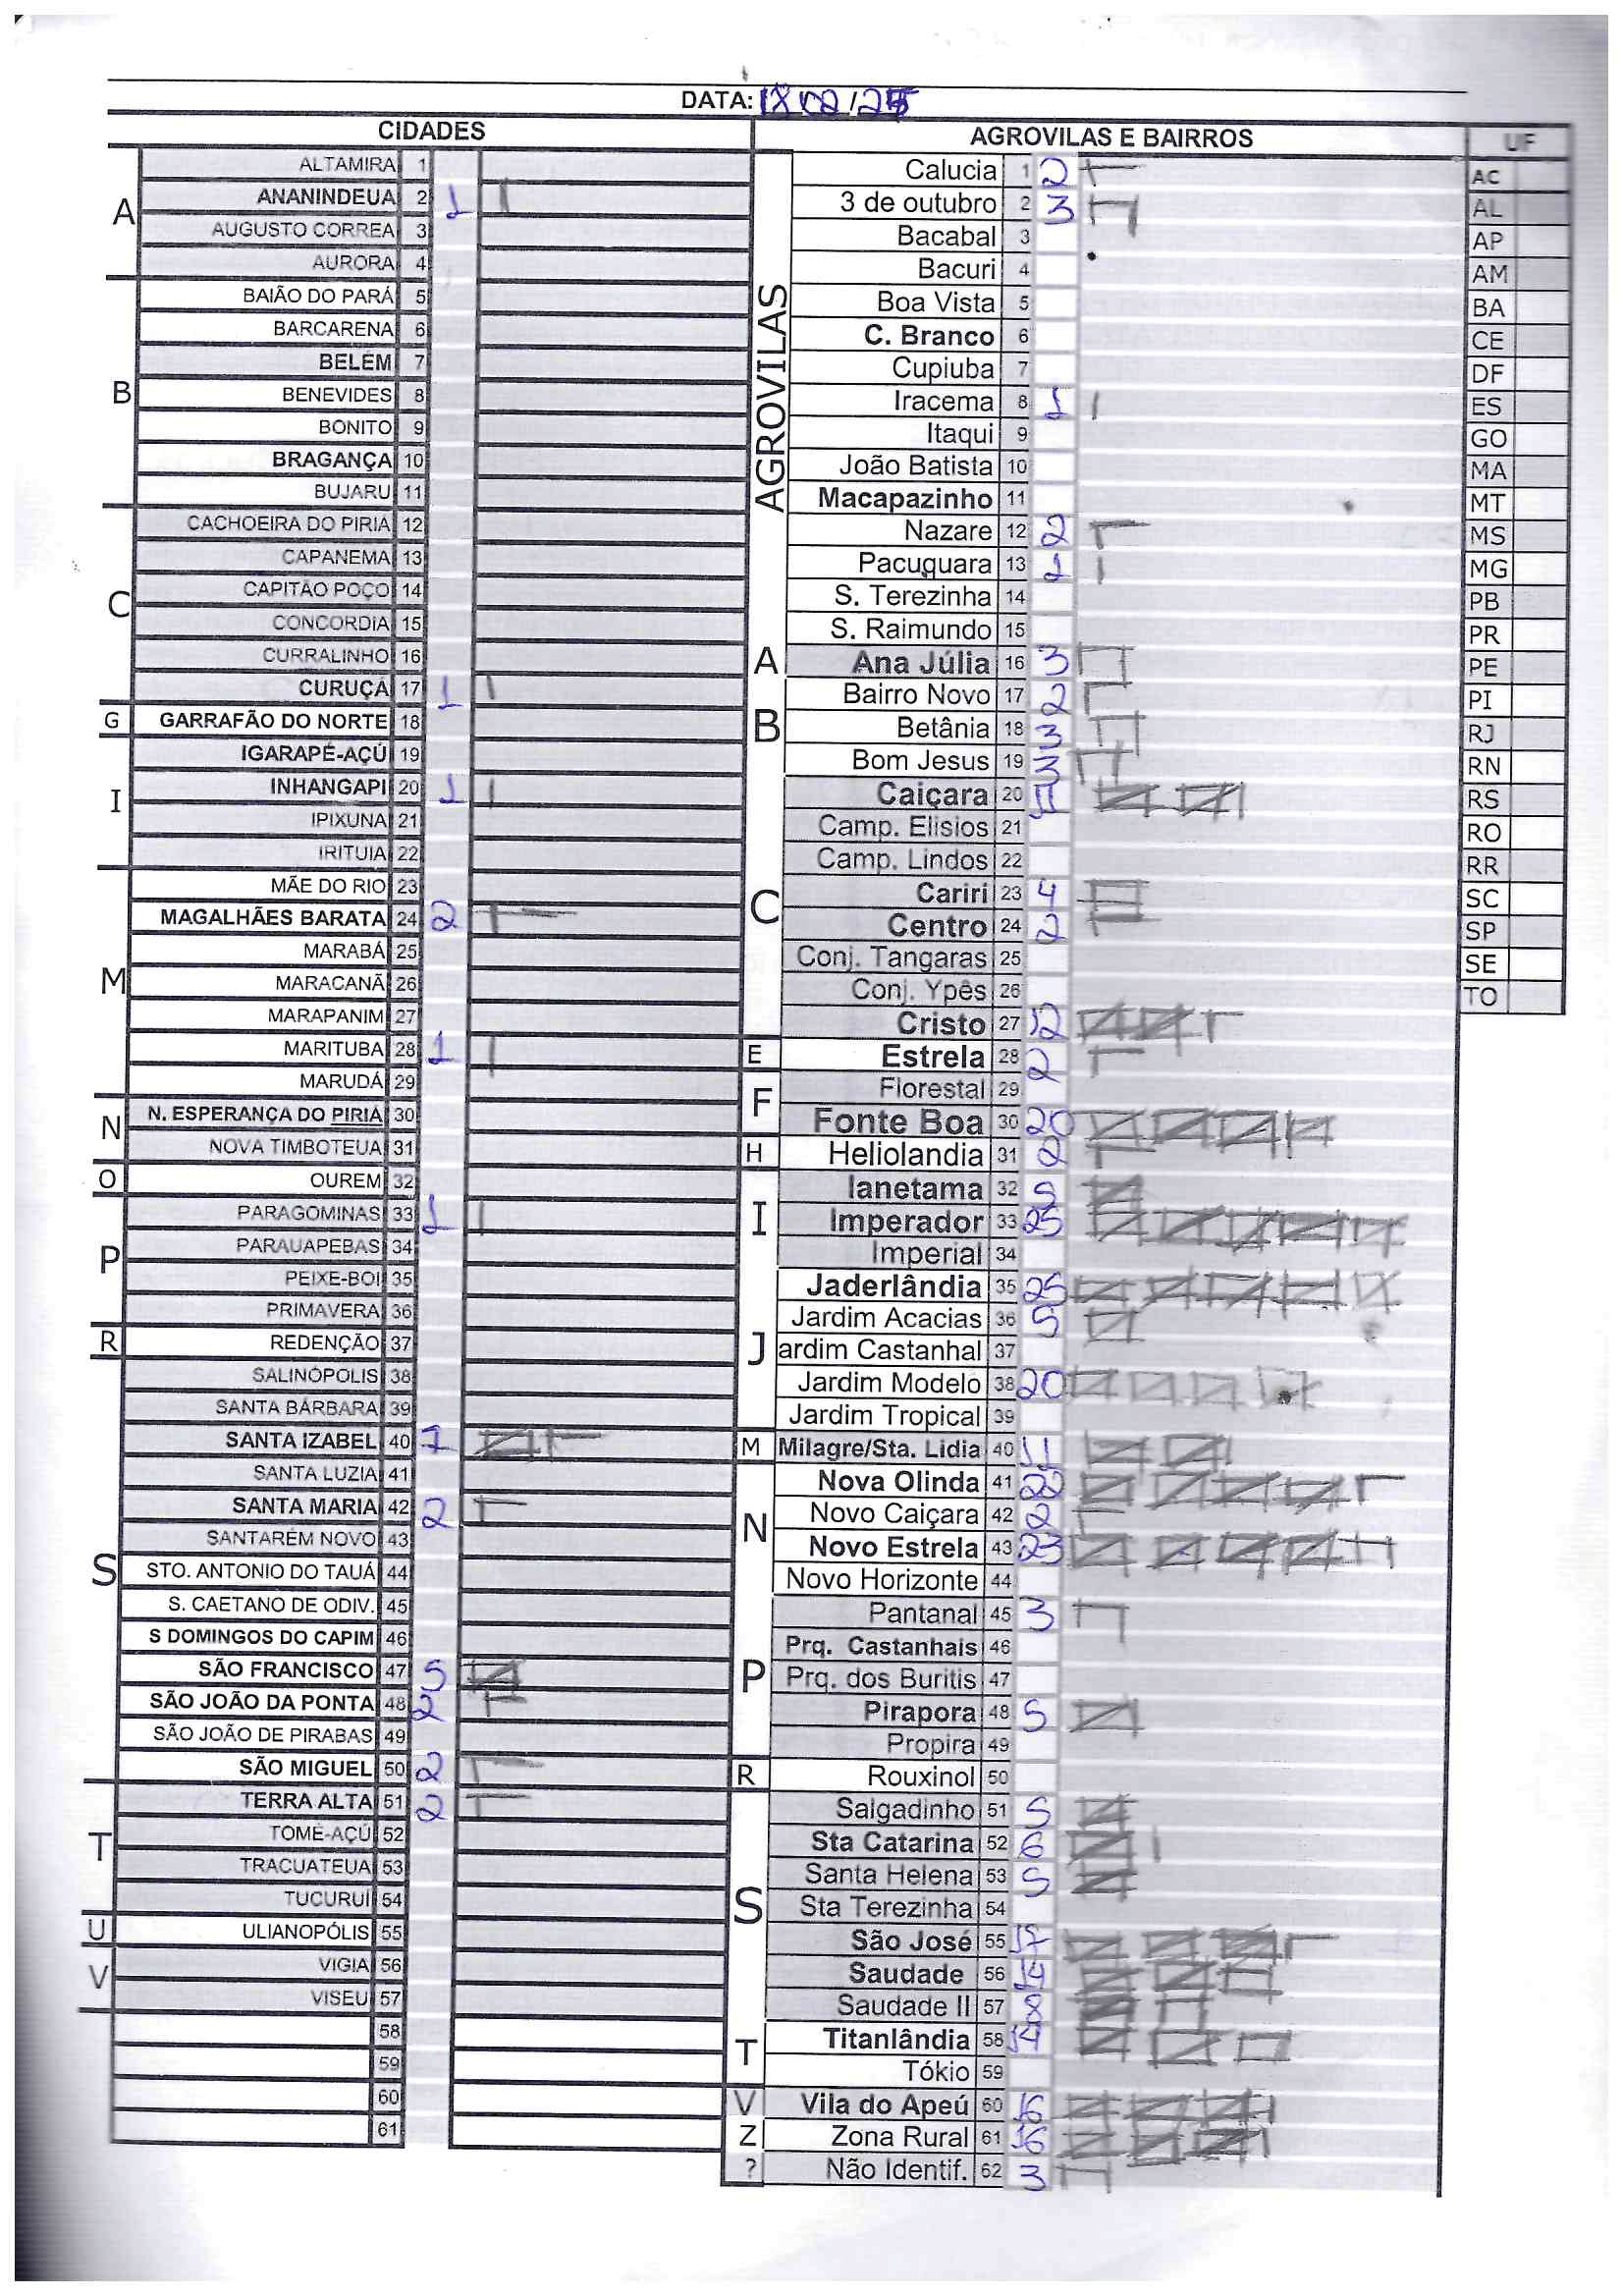 DATA: 18/02/25
CIDADES
A
ALTAMIRA 1
ANANINDEUA 2 1
AUGUSTO CORREA 3
AURORA 4
B
BAIÃO DO PARÁ 5
BARCARENA 6
BELÉM 7
BENEVIDES 8
BONITO 9
BRAGANÇA 10
BUJARU 11
C
CACHOEIRA DO PIRIA 12
CAPANEMA 13
CAPITÃO POÇO 14
CONCORDIA 15
CURRALINHO 16
CURUÇÁ 17 1
G
GARRAFÃO DO NORTE 18
I
IGARAPÉ-AÇÚ 19
INHANGAPI 20 1
IPIXUNA 21
IRITUIA 22
M
MÃE DO RIO 23
MAGALHÃES BARATA 24 2
MARABÁ 25
MARACANÃ 26
MARAPANIM 27
MARITUBA 28 1
MARUDÁ 29
N
N. ESPERANÇA DO PIRIÁ 30
NOVA TIMBOTEUA 31
O
OUREM 32
P
PARAGOMINAS 33 1
PARAUAPEBAS 34
PEIXE-BOI 35
PRIMAVERA 36
R
REDENÇÃO 37
S
SALINÓPOLIS 38
SANTA BÁRBARA 39
SANTA IZABEL 40 7
SANTA LUZIA 41
SANTA MARIA 42 2
SANTARÉM NOVO 43
STO. ANTONIO DO TAUÁ 44
S. CAETANO DE ODIV. 45
S DOMINGOS DO CAPIM 46
SÃO FRANCISCO 47 5
SÃO JOÃO DA PONTA 48 2
SÃO JOÃO DE PIRABAS 49
SÃO MIGUEL 50 2
T
TERRA ALTA 51 2
TOMÉ-AÇÚ 52
TRACUATEUA 53
TUCURUÍ 54
U
ULIANOPÓLIS 55
V
VIGIA 56
VISEU 57
58
59
60
61
AGROVILAS E BAIRROS
AGROVILAS
Calucia 1 2
3 de outubro 2 3
Bacabal 3
Bacuri 4
Boa Vista 5
C. Branco 6
Cupiuba 7
Iracema 8 1
Itaqui 9
João Batista 10
Macapazinho 11
Nazare 12 2
Pacuquara 13 1
S. Terezinha 14
S. Raimundo 15
A
Ana Júlia 16 3
B
Bairro Novo 17 2
Betânia 18 3
Bom Jesus 19 3
C
Caiçara 20 11
Camp. Elisios 21
Camp. Lindos 22
Cariri 23 4
Centro 24 2
Conj. Tangaras 25
Conj. Ypês 26
Cristo 27 12
E
Estrela 28 2
F
Florestal 29
Fonte Boa 30 20
H
Heliolandia 31 2
I
Ianetama 32 5
Imperador 33 25
Imperial 34
J
Jaderlândia 35 25
Jardim Acacias 36 5
ardim Castanhal 37
Jardim Modelo 38 20
Jardim Tropical 39
M
Milagre/Sta. Lidia 40 11
N
Nova Olinda 41 22
Novo Caiçara 42 2
Novo Estrela 43 23
Novo Horizonte 44
P
Pantanal 45 3
Prq. Castanhais 46
Prq. dos Buritis 47
Pirapora 48 5
Propira 49
R
Rouxinol 50
S
Salgadinho 51 5
Sta Catarina 52 6
Santa Helena 53 5
Sta Terezinha 54
São José 55 17
Saudade 56 14
Saudade II 57 8
T
Titanlândia 58 14
Tókio 59
V
Vila do Apeú 60 16
Z
Zona Rural 61 16
?
Não Identif. 62 3
UF
AC
AL
AP
AM
BA
CE
DF
ES
GO
MA
MT
MS
MG
PB
PR
PE
PI
RJ
RN
RS
RO
RR
SC
SP
SE
TO